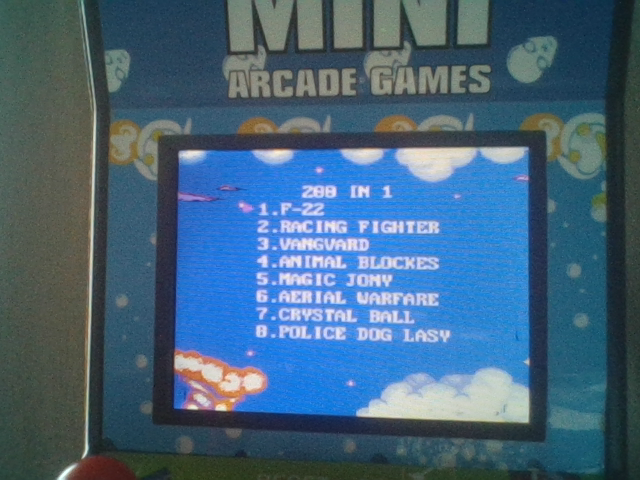 MINI
ARCADE GAMES
200 IN 1
1.F-22
2.RACING FIGHTER
3.VANGVARD
4.ANIMAL BLOCKES
5.MAGIC JONY
6.AERIAL WARFARE
7.CRYSTAL BALL
8.POLICE DOG LASY